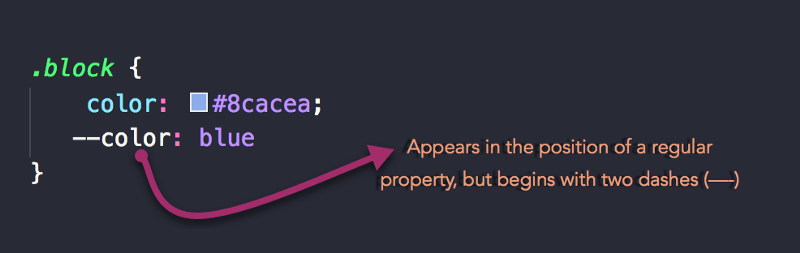 .block {
color: #8cacea;
--color: blue
}
Appears in the position of a regular
property, but begins with two dashes (—–)